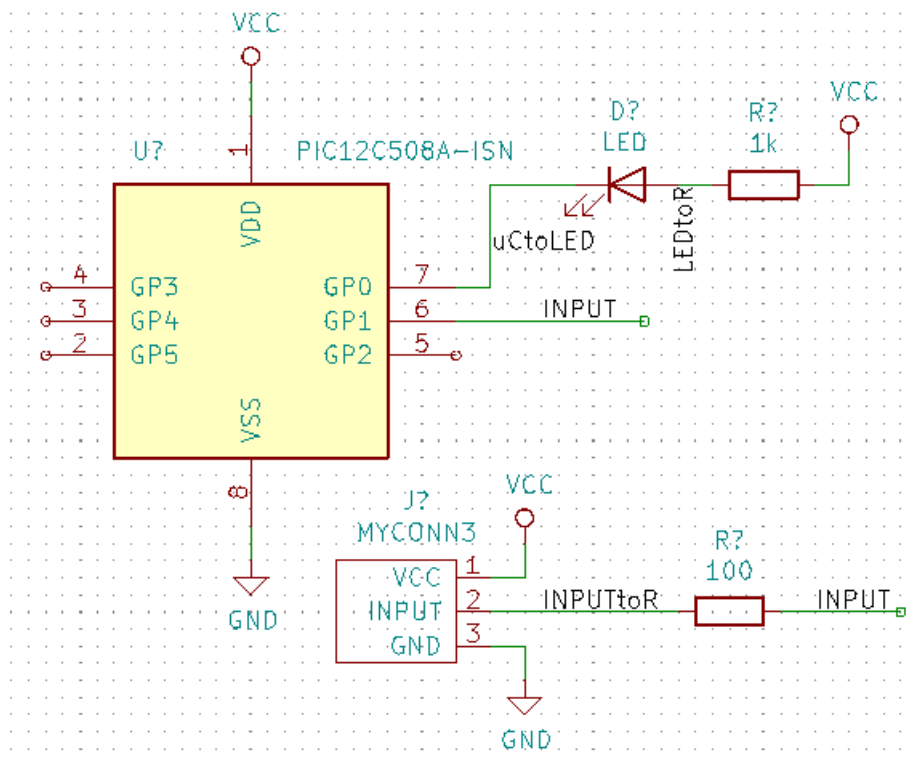 VCC
U?
1
PIC12C508A-ISN
D?
LED
R?
1k
VCC
VDD
uCtoLED
LEDtoR
4 GP3
GP0 7
3 GP4
GP1 6
INPUT
2 GP5
GP2 5
VSS
8
GND
J?
MYCONN3
VCC
VCC 1
INPUT 2
GND 3
INPUTtoR
R?
100
INPUT
GND